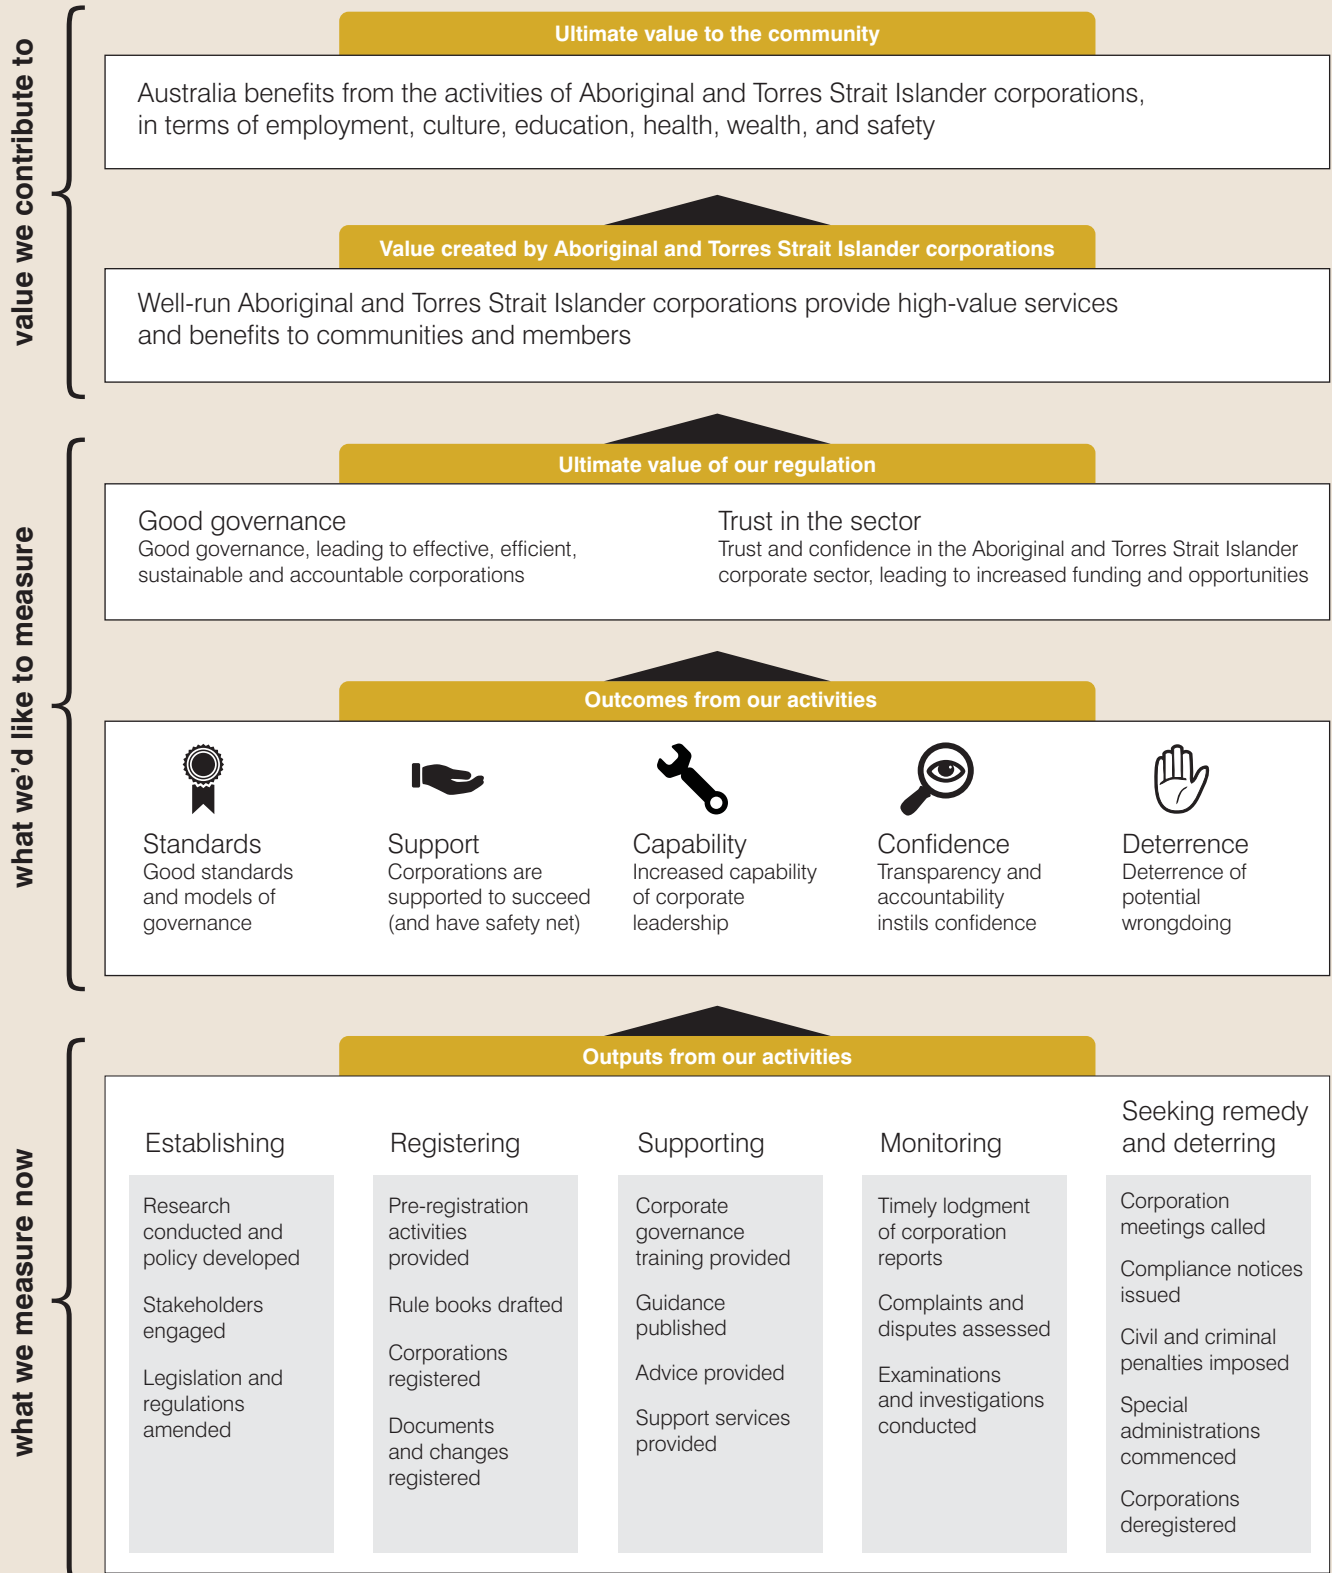 value we contribute to
Ultimate value to the community
Australia benefits from the activities of Aboriginal and Torres Strait Islander corporations,
in terms of employment, culture, education, health, wealth, and safety
Value created by Aboriginal and Torres Strait Islander corporations
Well-run Aboriginal and Torres Strait Islander corporations provide high-value services
and benefits to communities and members
what we'd like to measure
Ultimate value of our regulation
Good governance
Good governance, leading to effective, efficient,
sustainable and accountable corporations
Trust in the sector
Trust and confidence in the Aboriginal and Torres Strait Islander
corporate sector, leading to increased funding and opportunities
Outcomes from our activities
Standards
Good standards
and models of
governance
Support
Corporations are
supported to succeed
(and have safety net)
Capability
Increased capability
of corporate
leadership
Confidence
Transparency and
accountability
instils confidence
Deterrence
Deterrence of
potential
wrongdoing
what we measure now
Outputs from our activities
Establishing
Research
conducted and
policy developed
Stakeholders
engaged
Legislation and
regulations
amended
Registering
Pre-registration
activities
provided
Rule books drafted
Corporations
registered
Documents
and changes
registered
Supporting
Corporate
governance
training provided
Guidance
published
Advice provided
Support services
provided
Monitoring
Timely lodgment
of corporation
reports
Complaints and
disputes assessed
Examinations
and investigations
conducted
Seeking remedy
and deterring
Corporation
meetings called
Compliance notices
issued
Civil and criminal
penalties imposed
Special
administrations
commenced
Corporations
deregistered